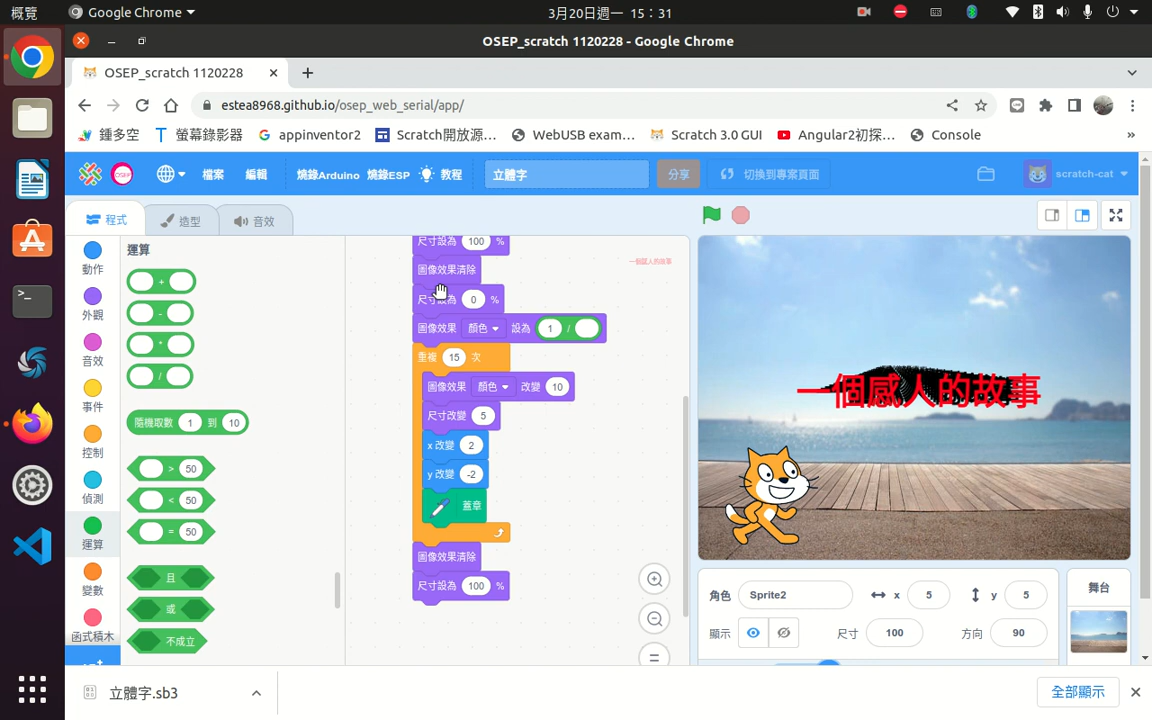 概覽 Google Chrome 3月20日週一 15：31
OSEP_scratch 1120228 - Google Chrome
OSEP_scratch 1120228
estea8968.github.io/osep_web_serial/app/
鍾多空 螢幕錄影器 appinventor2 Scratch開放源... WebUSB exam... Scratch 3.0 GUI Angular2初探... Console »
OSEP 檔案 編輯 燒錄Arduino 燒錄ESP 教程 立體字 分享 切換到專案頁面 scratch-cat
程式 造型 音效
動作
外觀
音效
事件
控制
偵測
運算
變數
函式積木
運算
+
-
*
/
隨機取數 1 到 10
> 50
< 50
= 50
且
或
不成立
尺寸設為 100 %
圖像效果清除
尺寸設為 0 %
圖像效果 顏色 設為 1 /
重複 15 次
圖像效果 顏色 改變 10
尺寸改變 5
x 改變 2
y 改變 -2
蓋章
圖像效果清除
尺寸設為 100 %
一個感人的故事
一個感人的故事
角色 Sprite2 x 5 y 5
顯示 尺寸 100 方向 90
舞台
立體字.sb3
全部顯示